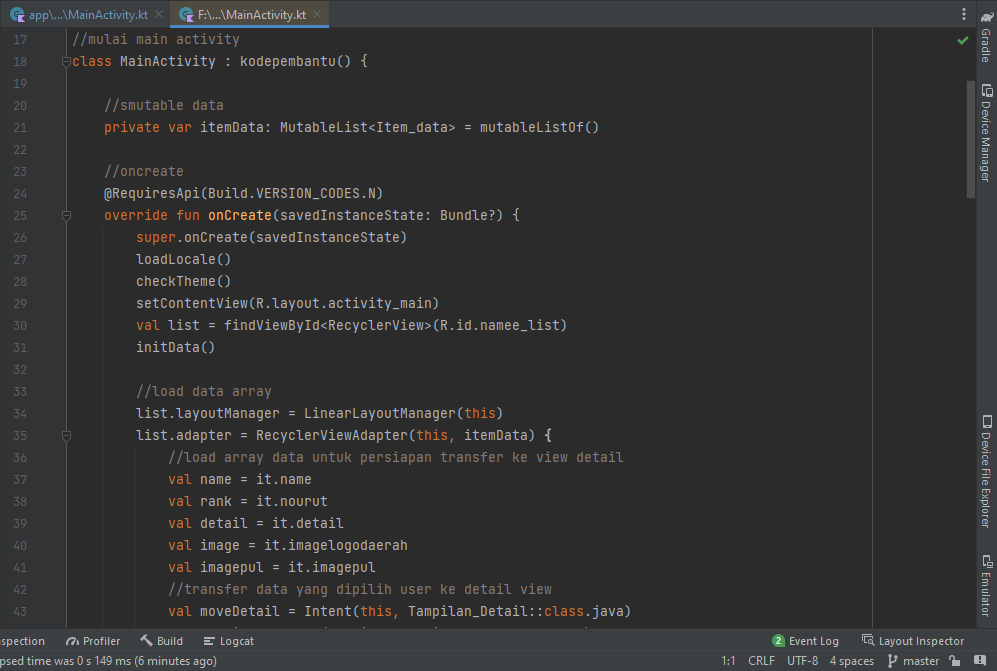 app\...\MainActivity.kt
F:\...\MainActivity.kt
17 //mulai main activity
18 class MainActivity : kodepembantu() {
19
20 //smutable data
21 private var itemData: MutableList<Item_data> = mutableListOf()
22
23 //oncreate
24 @RequiresApi(Build.VERSION_CODES.N)
25 override fun onCreate(savedInstanceState: Bundle?) {
26 super.onCreate(savedInstanceState)
27 loadLocale()
28 checkTheme()
29 setContentView(R.layout.activity_main)
30 val list = findViewById<RecyclerView>(R.id.namee_list)
31 initData()
32
33 //load data array
34 list.layoutManager = LinearLayoutManager(this)
35 list.adapter = RecyclerViewAdapter(this, itemData) {
36 //load array data untuk persiapan transfer ke view detail
37 val name = it.name
38 val rank = it.nourut
39 val detail = it.detail
40 val image = it.imagelogodaerah
41 val imagepul = it.imagepul
42 //transfer data yang dipilih user ke detail view
43 val moveDetail = Intent(this, Tampilan_Detail::class.java)
Gradle
Device Manager
Device File Explorer
Emulator
nspection Profiler Build Logcat 2 Event Log Layout Inspector
psed time was 0 s 149 ms (6 minutes ago) 1:1 CRLF UTF-8 4 spaces master